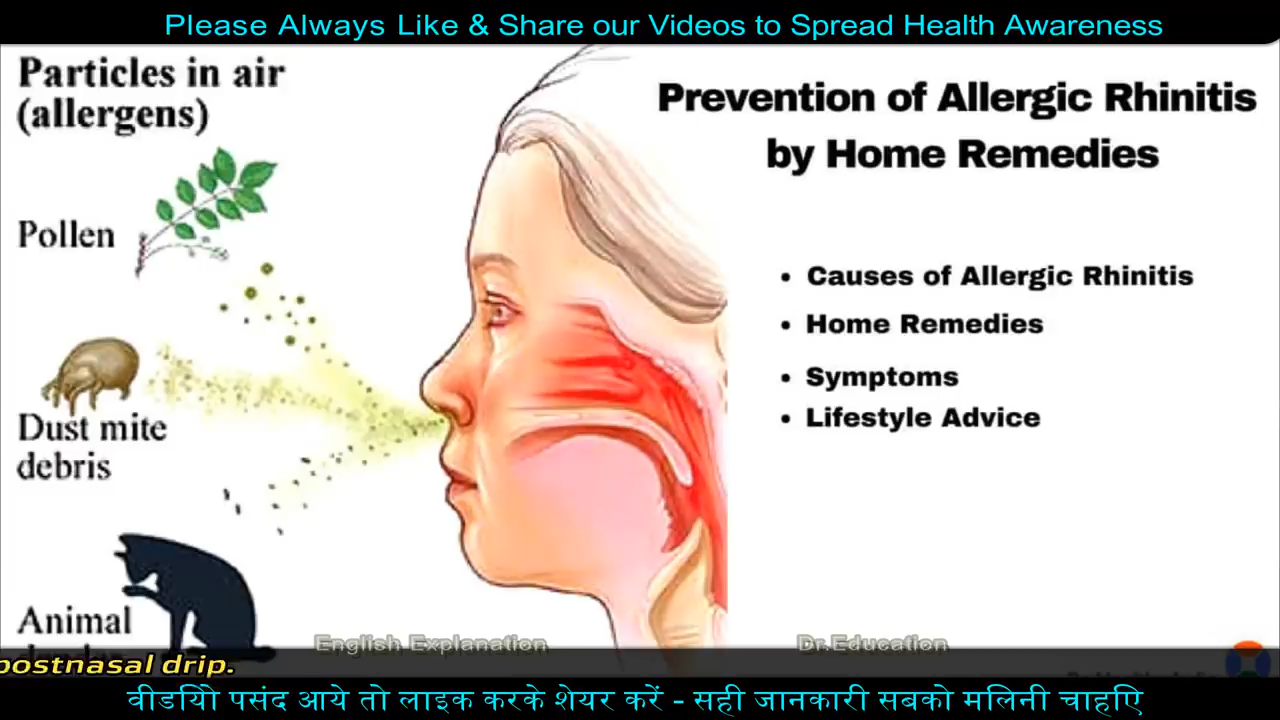 Please Always Like & Share our Videos to Spread Health Awareness
Particles in air
(allergens)
Prevention of Allergic Rhinitis
by Home Remedies
Pollen
• Causes of Allergic Rhinitis
• Home Remedies
• Symptoms
• Lifestyle Advice
Dust mite
debris
Animal
English Explanation
Dr.Education
postnasal drip.
वीडियो पसंद आये तो लाइक करके शेयर करें - सही जानकारी सबको मिलनी चाहिए